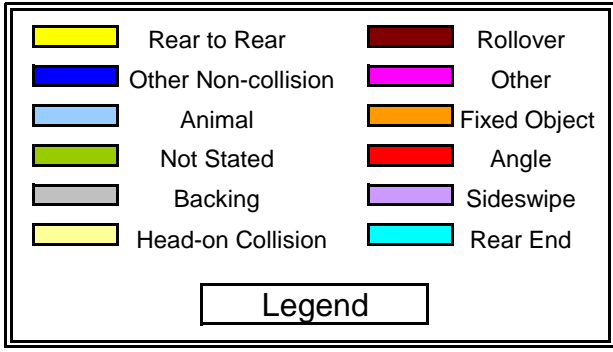 Rear to Rear Rollover
Other Non-collision Other
Animal Fixed Object
Not Stated Angle
Backing Sideswipe
Head-on Collision Rear End
Legend